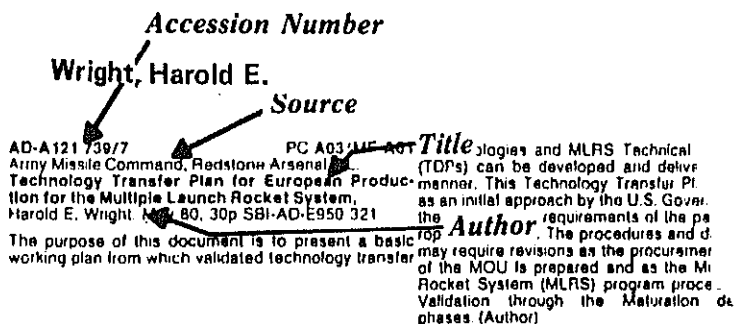 Accession Number
Wright, Harold E.
Source
AD-A121 739/7 PC A03
Army Missile Command, Redstone Arsenal
Technology Transfer Plan for European Produc-
tion for the Multiple Launch Rocket System,
Harold E. Wright. 80, 30p SBI-AD-E950 321
The purpose of this document is to present a basic
working plan from which validated technology transfer
Title ologies and MLRS Technical
(TDPs) can be developed and delive
manner. This Technology Transfer Pl
as an initial approach by the U.S. Gover
the requirements of the pa
Author. The procedures and d
may require revisions as the procuremen
of the MOU is prepared and as the
Rocket System (MLRS) program proce
Validation through the Maturation de
phases. (Author)